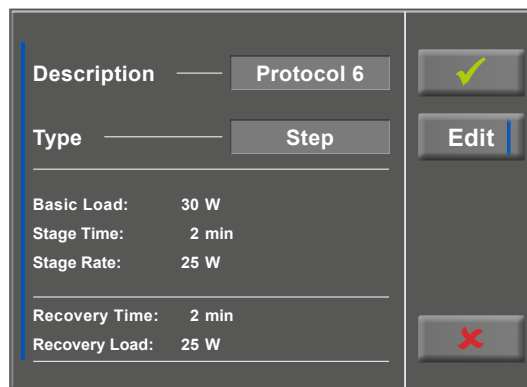 Description Protocol 6
Type Step
Basic Load: 30 W
Stage Time: 2 min
Stage Rate: 25 W
Recovery Time: 2 min
Recovery Load: 25 W
Edit